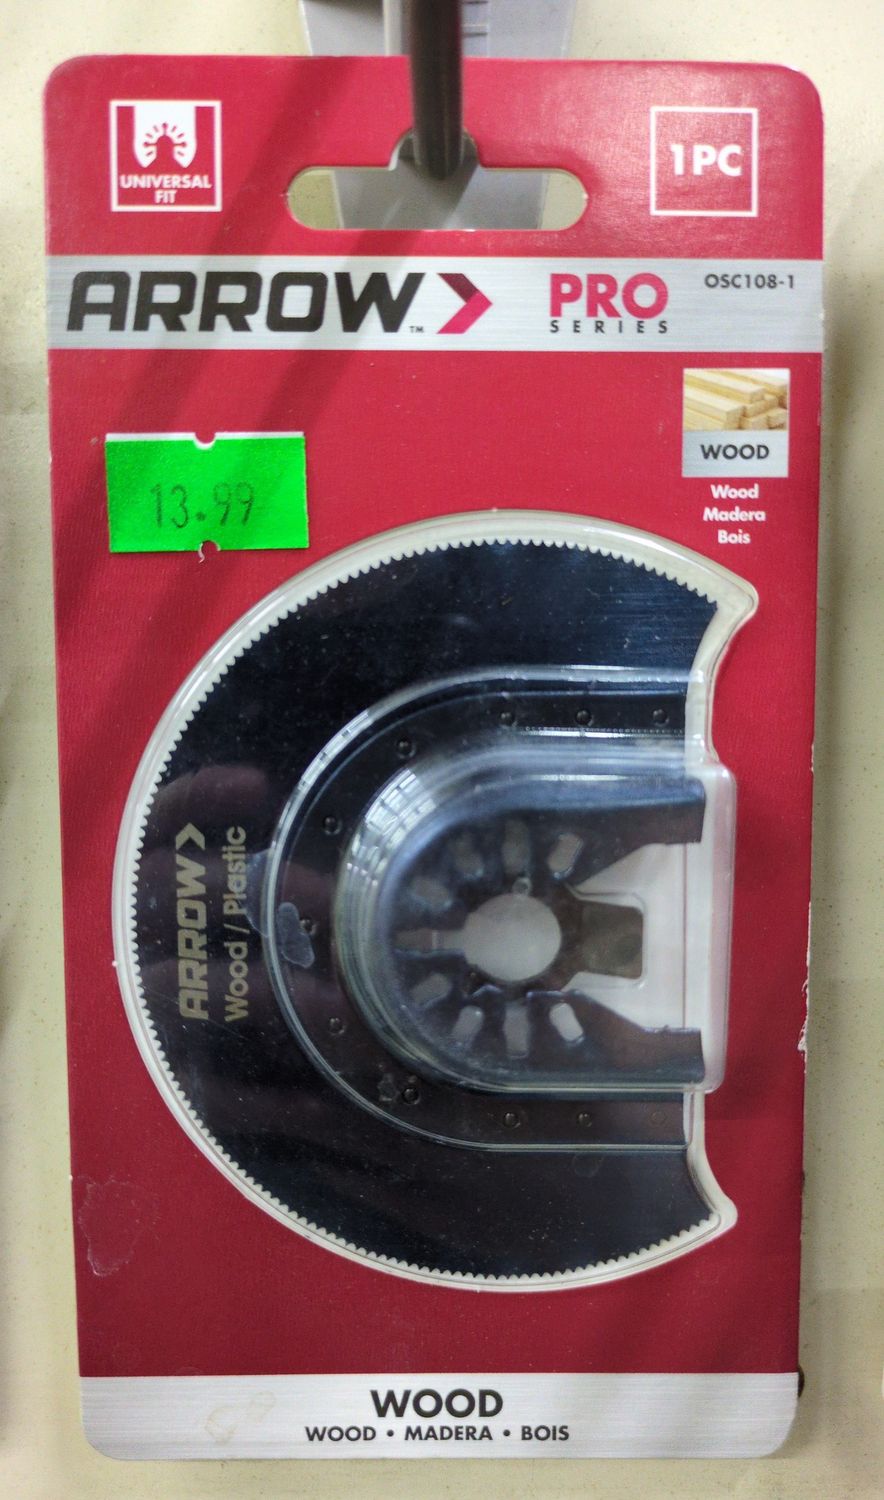 UNIVERSAL
FIT
1PC
ARROW™
PRO
SERIES
OSC108-1
WOOD
Wood
Madera
Bois
13.99
ARROW
Wood / Plastic
WOOD
WOOD • MADERA • BOIS